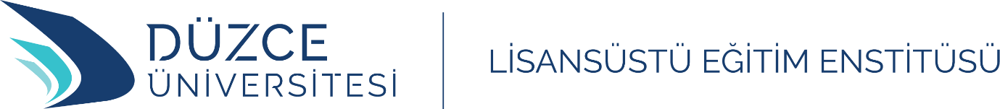 DÜZCE
ÜNİVERSİTESİ
LİSANSÜSTÜ EĞİTİM ENSTİTÜSÜ